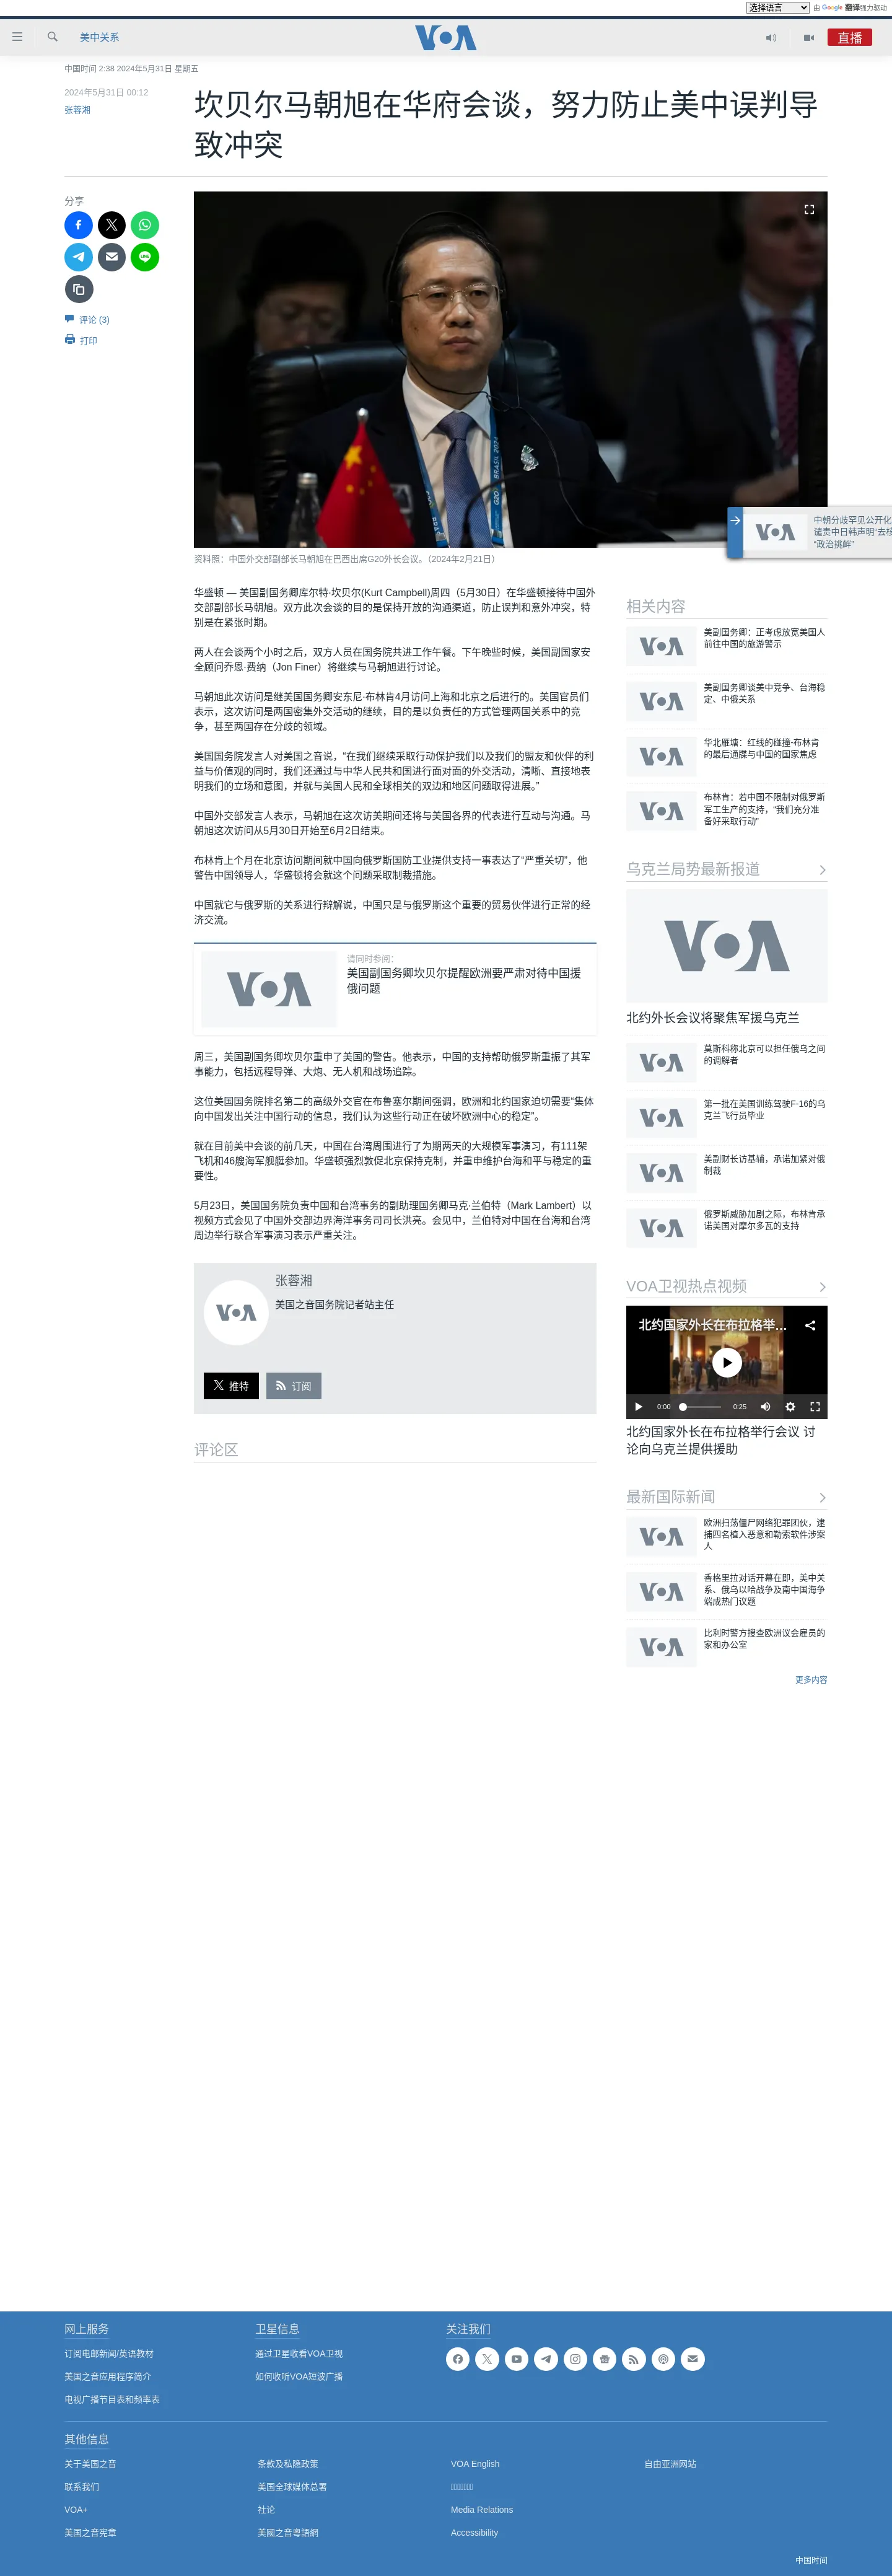 选择语言 由 Google 翻译强力驱动
美中关系
VOA
直播
中国时间 2:38 2024年5月31日 星期五
2024年5月31日 00:12
张蓉湘
坎贝尔马朝旭在华府会谈，努力防止美中误判导
致冲突
分享
评论 (3)
打印
G20 BRASIL 2024
资料照：中国外交部副部长马朝旭在巴西出席G20外长会议。（2024年2月21日）
中朝分歧罕见公开化
谴责中日韩声明“去核
“政治挑衅”
华盛顿 — 美国副国务卿库尔特·坎贝尔(Kurt Campbell)周四（5月30日）在华盛顿接待中国外
交部副部长马朝旭。双方此次会谈的目的是保持开放的沟通渠道，防止误判和意外冲突，特
别是在紧张时期。
两人在会谈两个小时之后，双方人员在国务院共进工作午餐。下午晚些时候，美国副国家安
全顾问乔恩·费纳（Jon Finer）将继续与马朝旭进行讨论。
马朝旭此次访问是继美国国务卿安东尼·布林肯4月访问上海和北京之后进行的。美国官员们
表示，这次访问是两国密集外交活动的继续，目的是以负责任的方式管理两国关系中的竞
争，甚至两国存在分歧的领域。
美国国务院发言人对美国之音说，“在我们继续采取行动保护我们以及我们的盟友和伙伴的利
益与价值观的同时，我们还通过与中华人民共和国进行面对面的外交活动，清晰、直接地表
明我们的立场和意图，并就与美国人民和全球相关的双边和地区问题取得进展。”
中国外交部发言人表示，马朝旭在这次访美期间还将与美国各界的代表进行互动与沟通。马
朝旭这次访问从5月30日开始至6月2日结束。
布林肯上个月在北京访问期间就中国向俄罗斯国防工业提供支持一事表达了“严重关切”，他
警告中国领导人，华盛顿将会就这个问题采取制裁措施。
中国就它与俄罗斯的关系进行辩解说，中国只是与俄罗斯这个重要的贸易伙伴进行正常的经
济交流。
请同时参阅：
美国副国务卿坎贝尔提醒欧洲要严肃对待中国援
俄问题
周三，美国副国务卿坎贝尔重申了美国的警告。他表示，中国的支持帮助俄罗斯重振了其军
事能力，包括远程导弹、大炮、无人机和战场追踪。
这位美国国务院排名第二的高级外交官在布鲁塞尔期间强调，欧洲和北约国家迫切需要“集体
向中国发出关注中国行动的信息，我们认为这些行动正在破坏欧洲中心的稳定”。
就在目前美中会谈的前几天，中国在台湾周围进行了为期两天的大规模军事演习，有111架
飞机和46艘海军舰艇参加。华盛顿强烈敦促北京保持克制，并重申维护台海和平与稳定的重
要性。
5月23日，美国国务院负责中国和台湾事务的副助理国务卿马克·兰伯特（Mark Lambert）以
视频方式会见了中国外交部边界海洋事务司司长洪亮。会见中，兰伯特对中国在台海和台湾
周边举行联合军事演习表示严重关注。
张蓉湘
美国之音国务院记者站主任
推特
订阅
评论区
相关内容
美副国务卿：正考虑放宽美国人
前往中国的旅游警示
美副国务卿谈美中竞争、台海稳
定、中俄关系
华北雁塘：红线的碰撞-布林肯
的最后通牒与中国的国家焦虑
布林肯：若中国不限制对俄罗斯
军工生产的支持，“我们充分准
备好采取行动”
乌克兰局势最新报道
北约外长会议将聚焦军援乌克兰
莫斯科称北京可以担任俄乌之间
的调解者
第一批在美国训练驾驶F-16的乌
克兰飞行员毕业
美副财长访基辅，承诺加紧对俄
制裁
俄罗斯威胁加剧之际，布林肯承
诺美国对摩尔多瓦的支持
VOA卫视热点视频
北约国家外长在布拉格举...
0:00
0:25
北约国家外长在布拉格举行会议 讨
论向乌克兰提供援助
最新国际新闻
欧洲扫荡僵尸网络犯罪团伙，逮
捕四名植入恶意和勒索软件涉案
人
香格里拉对话开幕在即，美中关
系、俄乌以哈战争及南中国海争
端成热门议题
比利时警方搜查欧洲议会雇员的
家和办公室
更多内容
网上服务
订阅电邮新闻/英语教材
美国之音应用程序简介
电视广播节目表和频率表
卫星信息
通过卫星收看VOA卫视
如何收听VOA短波广播
关注我们
其他信息
关于美国之音
联系我们
VOA+
美国之音宪章
条款及私隐政策
美国全球媒体总署
社论
美國之音粵語網
VOA English
Media Relations
Accessibility
自由亚洲网站
中国时间